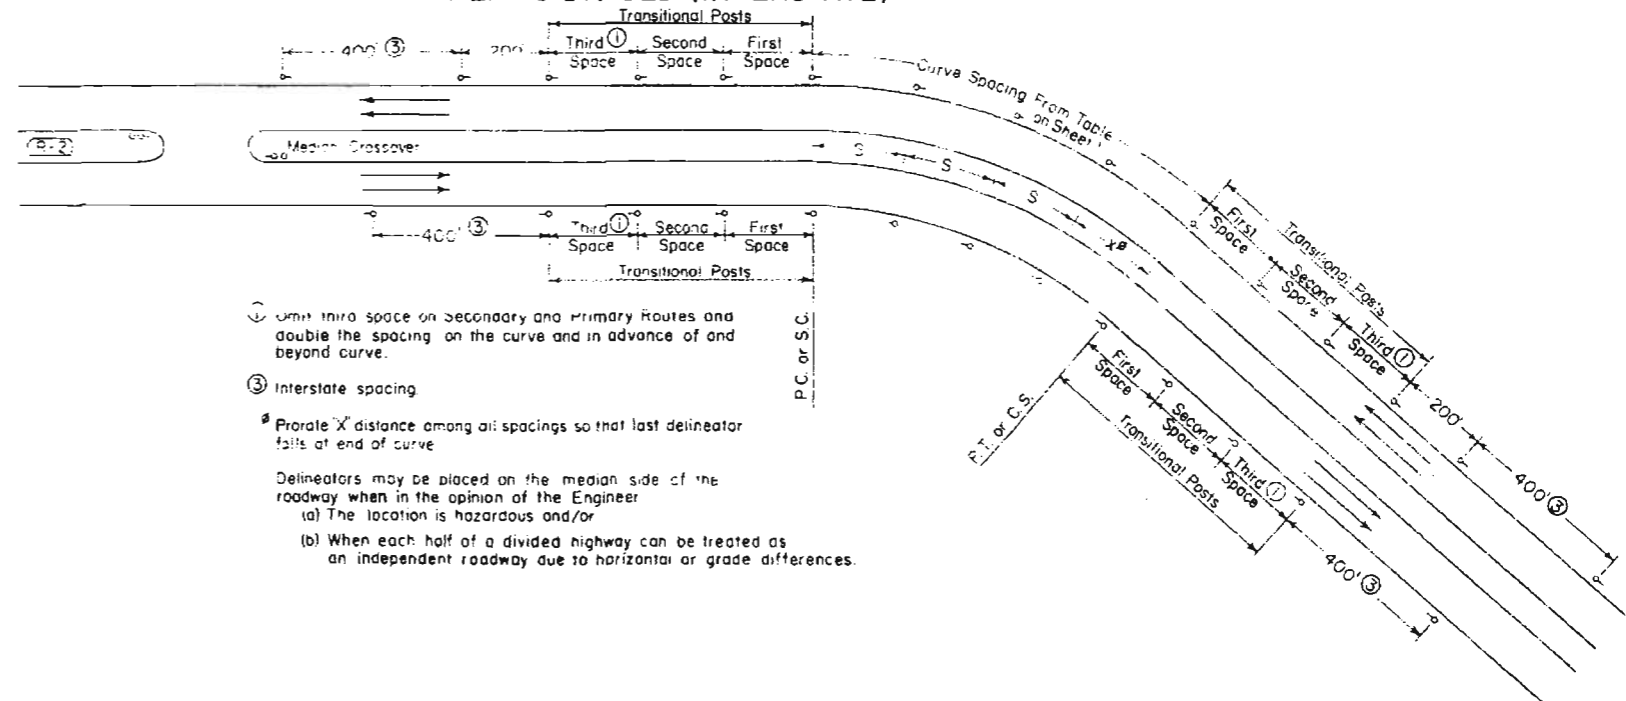 Transitional Posts
400' ③ 200' Third ① Second First
Space Space Space
Curve Spacing From Table
on Sheet
Median Crossover
S S S X ø
400' ③ Third ① Second First
Space Space Space
Transitional Posts
P.C. or S.C.
First Space Second Space Third ① Space
Transitional Posts
200'
400' ③
First Space Second Space Third ① Space
Transitional Posts
400' ③
P.T. or C.S.
① Omit third space on Secondary and Primary Routes and
double the spacing on the curve and in advance of and
beyond curve.
③ Interstate spacing
ø Prorate "X" distance among all spacings so that last delineator
falls at end of curve
Delineators may be placed on the median side of the
roadway when in the opinion of the Engineer
(a) The location is hazardous and/or
(b) When each half of a divided highway can be treated as
an independent roadway due to horizontal or grade differences.